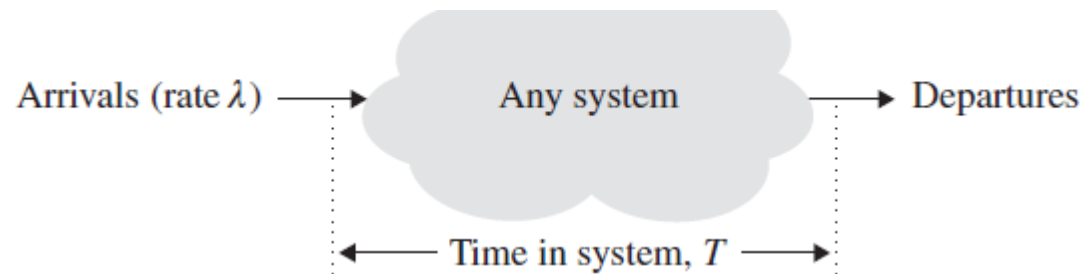 Arrivals (rate λ) Any system Departures
Time in system, T